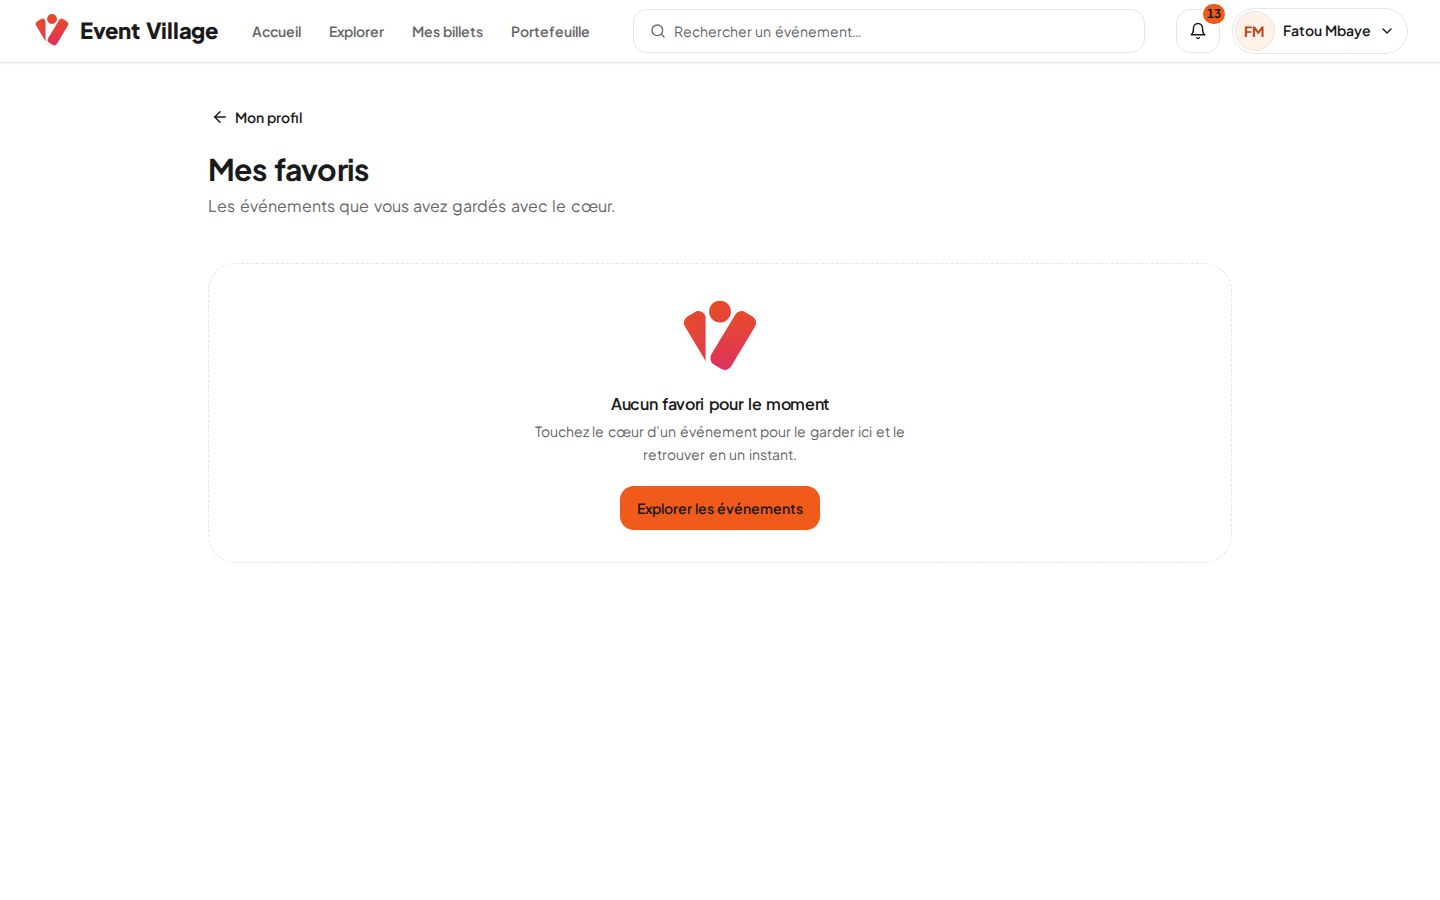 Event Village
Accueil
Explorer
Mes billets
Portefeuille
Rechercher un événement…
13
FM
Fatou Mbaye
Mon profil
Mes favoris
Les événements que vous avez gardés avec le cœur.
Aucun favori pour le moment
Touchez le cœur d'un événement pour le garder ici et le
retrouver en un instant.
Explorer les événements